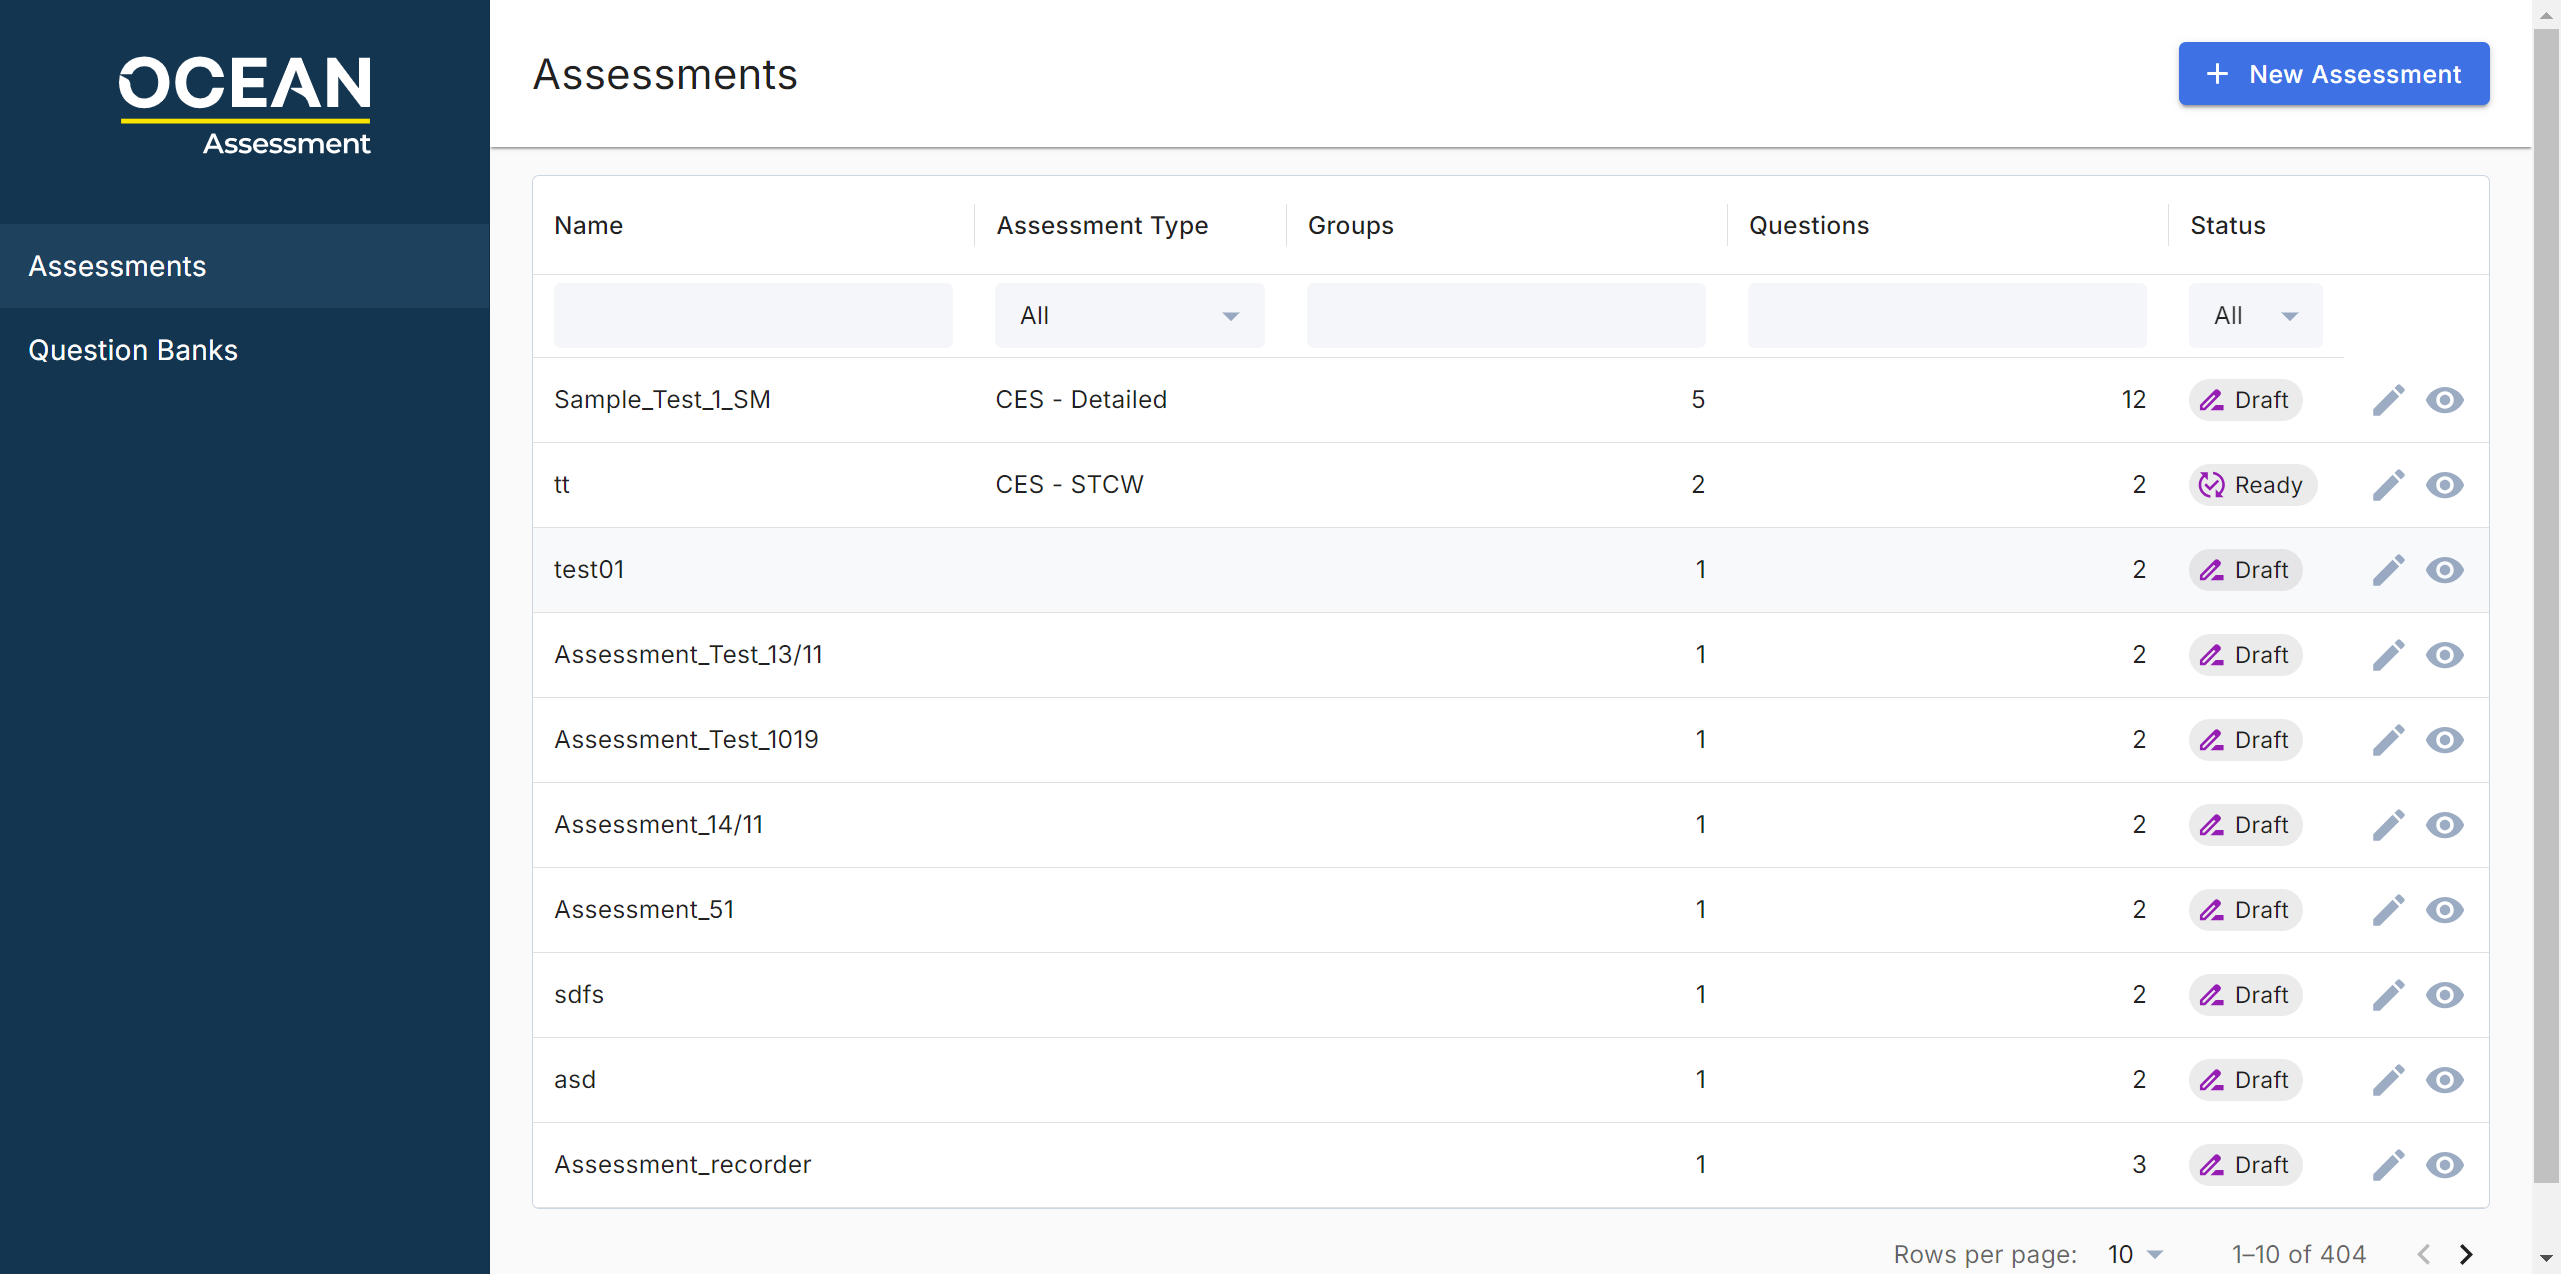 OCEAN
Assessment
Assessments
Question Banks
Assessments
+ New Assessment
Name Assessment Type Groups Questions Status
All All
Sample_Test_1_SM CES - Detailed 5 12 Draft
tt CES - STCW 2 2 Ready
test01 1 2 Draft
Assessment_Test_13/11 1 2 Draft
Assessment_Test_1019 1 2 Draft
Assessment_14/11 1 2 Draft
Assessment_51 1 2 Draft
sdfs 1 2 Draft
asd 1 2 Draft
Assessment_recorder 1 3 Draft
Rows per page: 10 1–10 of 404